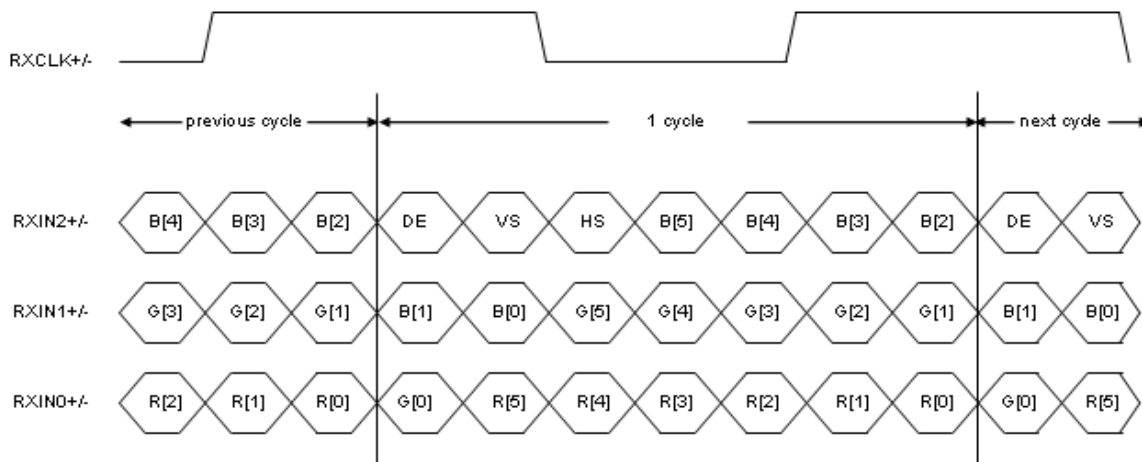 RXCLK+/-
previous cycle 1 cycle next cycle
RXIN2+/- B[4] B[3] B[2] DE VS HS B[5] B[4] B[3] B[2] DE VS
RXIN1+/- G[3] G[2] G[1] B[1] B[0] G[5] G[4] G[3] G[2] G[1] B[1] B[0]
RXIN0+/- R[2] R[1] R[0] G[0] R[5] R[4] R[3] R[2] R[1] R[0] G[0] R[5]